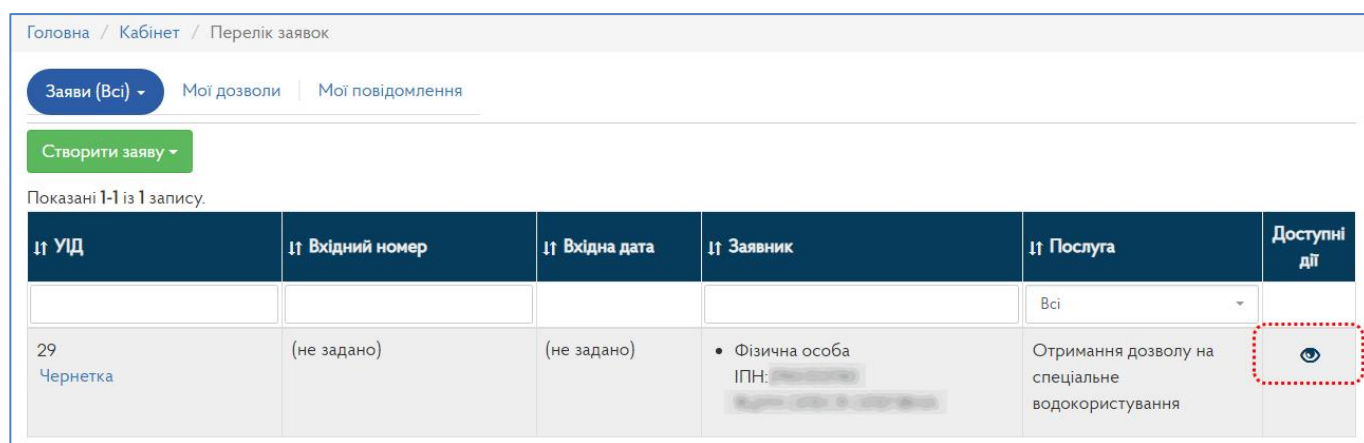 Головна / Кабінет / Перелік заявок
Заяви (Всі) Мої дозволи Мої повідомлення
Створити заяву
Показані 1-1 із 1 запису.
УІД Вхідний номер Вхідна дата Заявник Послуга Доступні дії
Всі
29 (не задано) (не задано) • Фізична особа Отримання дозволу на
Чернетка ІПН: спеціальне
водокористування